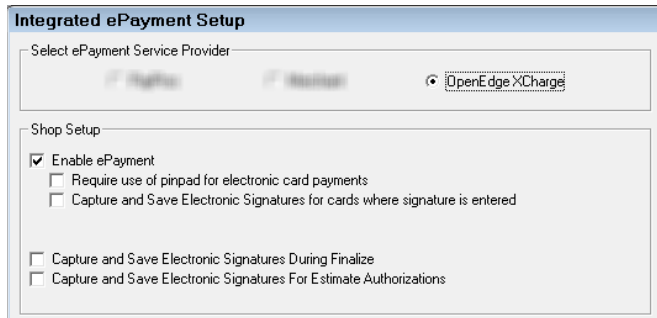 Integrated ePayment Setup
Select ePayment Service Provider
OpenEdge XCharge
Shop Setup
Enable ePayment
Require use of pinpad for electronic card payments
Capture and Save Electronic Signatures for cards where signature is entered
Capture and Save Electronic Signatures During Finalize
Capture and Save Electronic Signatures For Estimate Authorizations